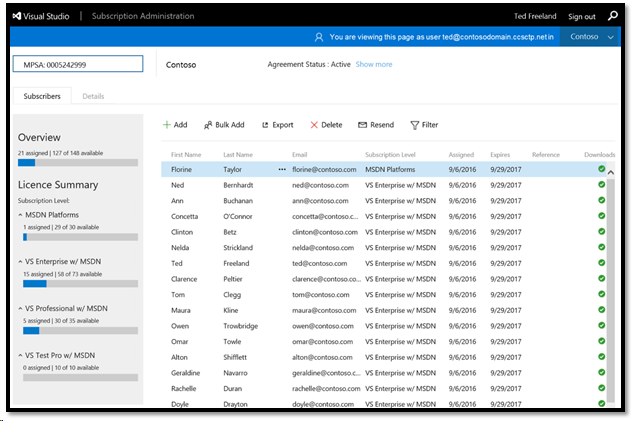 Visual Studio | Subscription Administration Ted Freeland Sign out
You are viewing this page as user ted@contosodomain.ccsctp.net in Contoso
MPSA: 0005242999 Contoso Agreement Status : Active Show more
Subscribers Details
Overview
21 assigned | 127 of 148 available
Licence Summary
Subscription Level:
MSDN Platforms
1 assigned | 29 of 30 available
VS Enterprise w/ MSDN
15 assigned | 58 of 73 available
VS Professional w/ MSDN
5 assigned | 30 of 35 available
VS Test Pro w/ MSDN
0 assigned | 10 of 10 available
Add Bulk Add Export Delete Resend Filter
First Name Last Name Email Subscription Level Assigned Expires Reference Downloads
Florine Taylor ••• florine@contoso.com MSDN Platforms 9/6/2016 9/29/2017
Ned Bernhardt ned@contoso.com VS Enterprise w/ MSDN 9/6/2016 9/29/2017
Ann Buchanan ann@contoso.com VS Enterprise w/ MSDN 9/6/2016 9/29/2017
Concetta O'Connor concetta@contoso.c... VS Enterprise w/ MSDN 9/6/2016 9/29/2017
Clinton Betz clinton@contoso.com VS Enterprise w/ MSDN 9/6/2016 9/29/2017
Nelda Strickland nelda@contoso.com VS Enterprise w/ MSDN 9/6/2016 9/29/2017
Ted Freeland ted@contoso.com VS Enterprise w/ MSDN 9/6/2016 9/29/2017
Clarence Peltier clarence@contoso.co... VS Enterprise w/ MSDN 9/6/2016 9/29/2017
Tom Clegg tom@contoso.com VS Enterprise w/ MSDN 9/6/2016 9/29/2017
Maura Kline maura@contoso.com VS Enterprise w/ MSDN 9/6/2016 9/29/2017
Owen Trowbridge owen@contoso.com VS Enterprise w/ MSDN 9/6/2016 9/29/2017
Omar Towle omar@contoso.com VS Enterprise w/ MSDN 9/6/2016 9/29/2017
Alton Shifflett alton@contoso.com VS Enterprise w/ MSDN 9/6/2016 9/29/2017
Geraldine Navarro geraldine@contoso.c... VS Enterprise w/ MSDN 9/6/2016 9/29/2017
Rachelle Duran rachelle@contoso.com VS Enterprise w/ MSDN 9/6/2016 9/29/2017
Doyle Drayton doyle@contoso.com VS Enterprise w/ MSDN 9/6/2016 9/29/2017